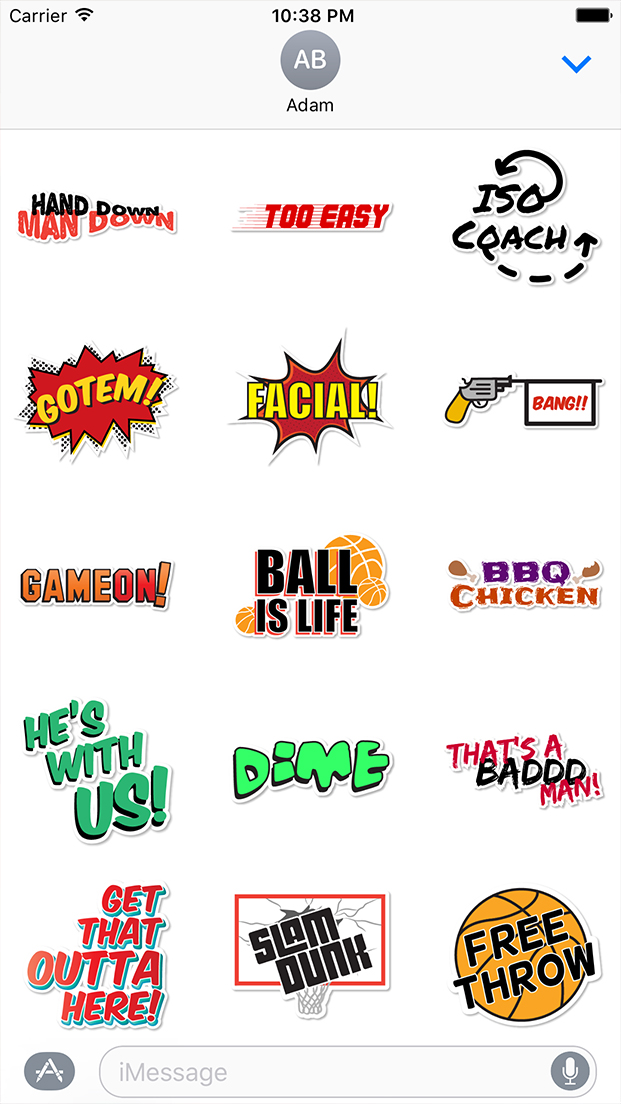 Carrier 10:38 PM
AB
Adam
HAND DOWN
MAN DOWN
TOO EASY
ISO
COACH
GOTEM!
FACIAL!
BANG!!
GAMEON!
BALL
IS LIFE
BBQ
CHICKEN
HE'S
WITH
US!
DiME
THAT'S A
BADDD
MAN!
GET
THAT
OUTTA
HERE!
SLAM
DUNK
FREE
THROW
iMessage